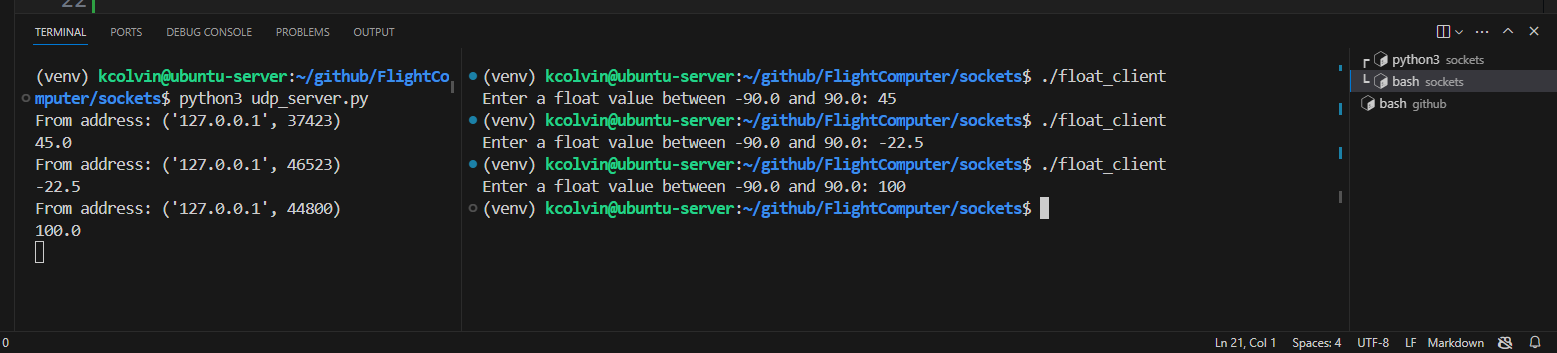 22
TERMINAL PORTS DEBUG CONSOLE PROBLEMS OUTPUT
(venv) kcolvin@ubuntu-server:~/github/FlightCo
mputer/sockets$ python3 udp_server.py
From address: ('127.0.0.1', 37423)
45.0
From address: ('127.0.0.1', 46523)
-22.5
From address: ('127.0.0.1', 44800)
100.0
(venv) kcolvin@ubuntu-server:~/github/FlightComputer/sockets$ ./float_client
Enter a float value between -90.0 and 90.0: 45
(venv) kcolvin@ubuntu-server:~/github/FlightComputer/sockets$ ./float_client
Enter a float value between -90.0 and 90.0: -22.5
(venv) kcolvin@ubuntu-server:~/github/FlightComputer/sockets$ ./float_client
Enter a float value between -90.0 and 90.0: 100
(venv) kcolvin@ubuntu-server:~/github/FlightComputer/sockets$
python3 sockets
bash sockets
bash github
0 Ln 21, Col 1 Spaces: 4 UTF-8 LF Markdown